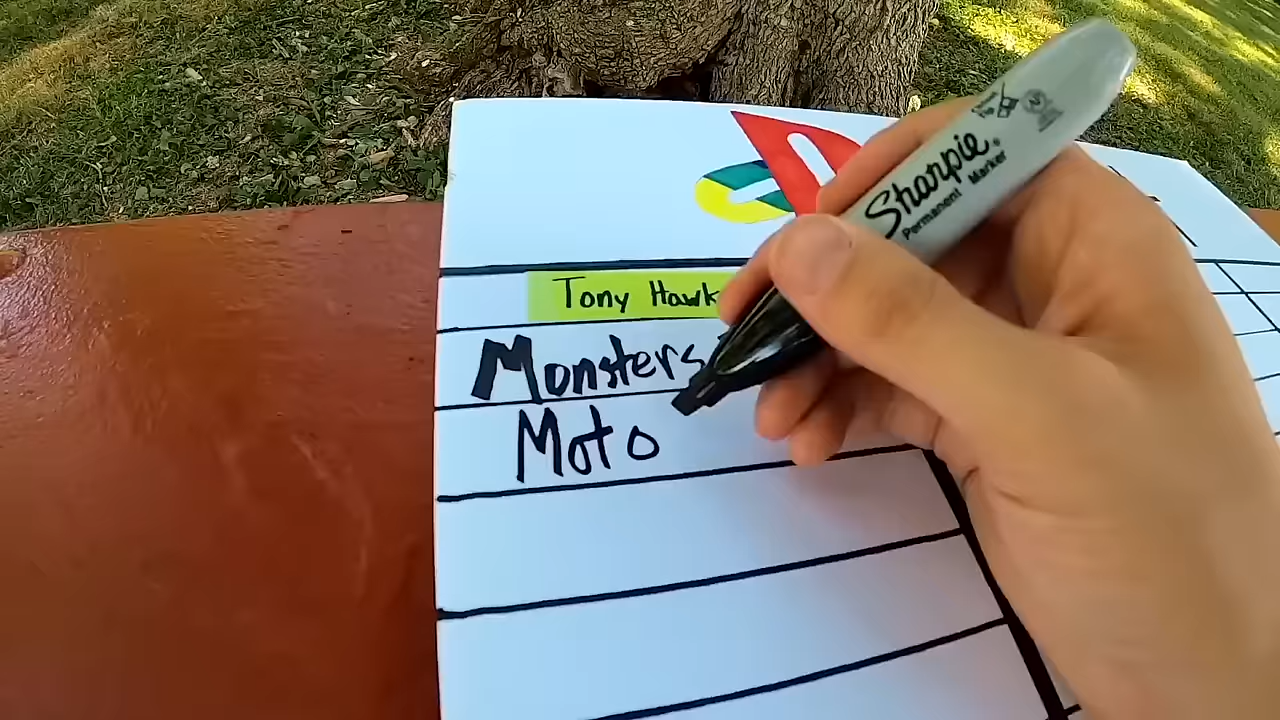 Tony Hawk
Monsters
Moto
Sharpie
Permanent Marker